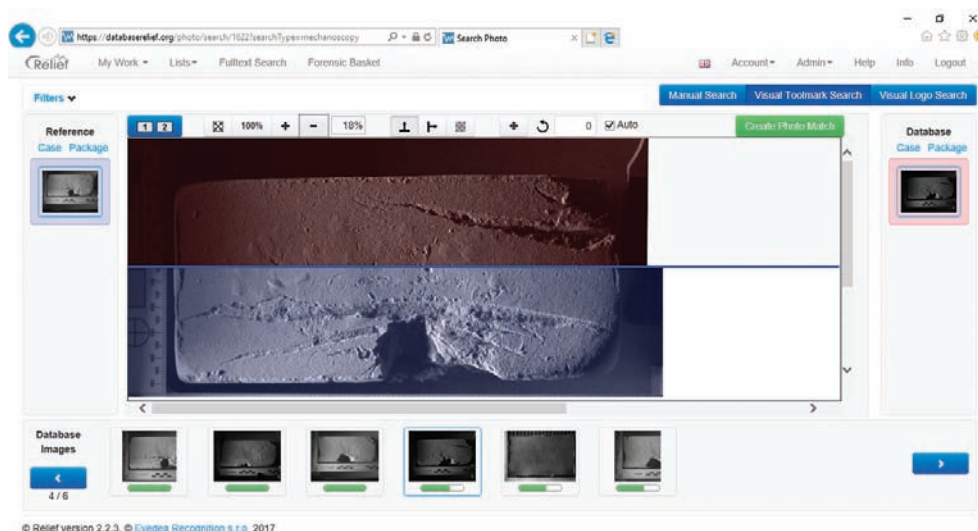 https://databaserelief.org/photo/search/1622?searchType=mechanoscopy Search Photo
Relief My Work Lists Fulltext Search Forensic Basket Account Admin Help Info Logout
Filters Manual Search Visual Toolmark Search Visual Logo Search
Reference 1 2 100% + - 18% 0 Auto Create Photo Match Database
Case Package Case Package
Database
Images
4 / 6
© Relief version 2.2.3, © Eyedea Recognition s.r.o. 2017